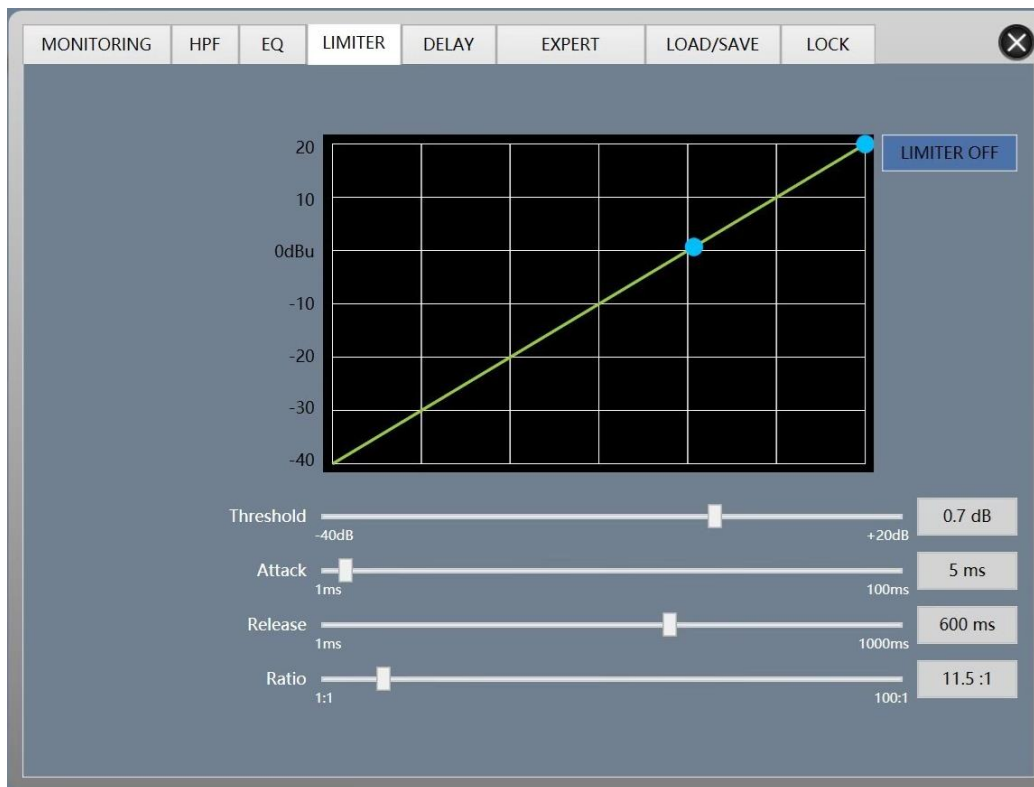 MONITORING HPF EQ LIMITER DELAY EXPERT LOAD/SAVE LOCK
20 LIMITER OFF
10
0dBu
-10
-20
-30
-40
Threshold 0.7 dB
-40dB +20dB
Attack 5 ms
1ms 100ms
Release 600 ms
1ms 1000ms
Ratio 11.5 :1
1:1 100:1